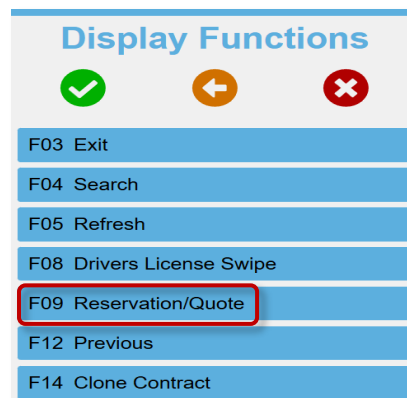 Display Functions
F03 Exit
F04 Search
F05 Refresh
F08 Drivers License Swipe
F09 Reservation/Quote
F12 Previous
F14 Clone Contract